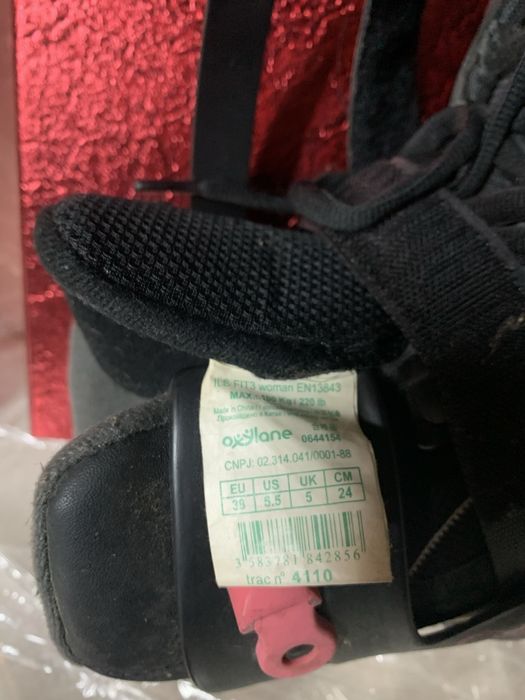 ILS FIT3 woman EN13843
MAX.: 100 Kg / 220 lb
Made in China /
oxylane
0644154
CNPJ: 02.314.041/0001-88
EU US UK CM
39 5.5 5 24
3 583781 842856
trac n° 4110